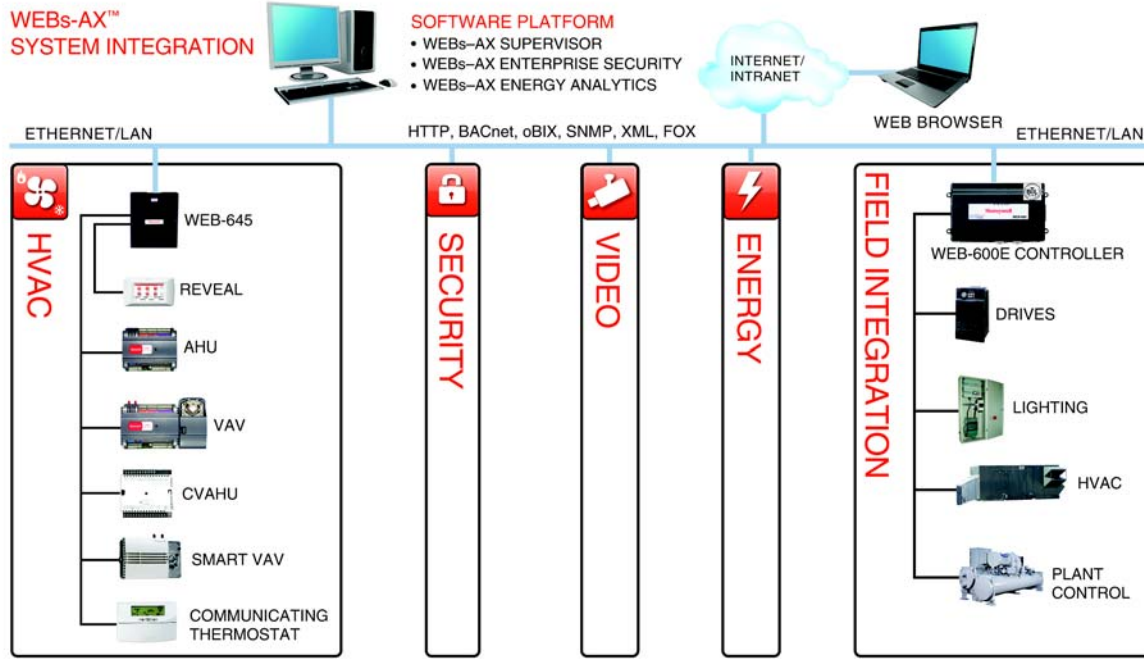 WEBs-AX™
SYSTEM INTEGRATION
SOFTWARE PLATFORM
• WEBs–AX SUPERVISOR
• WEBs–AX ENTERPRISE SECURITY
• WEBs–AX ENERGY ANALYTICS
INTERNET/
INTRANET
WEB BROWSER
ETHERNET/LAN
HTTP, BACnet, oBIX, SNMP, XML, FOX
ETHERNET/LAN
HVAC
WEB-645
REVEAL
AHU
VAV
CVAHU
SMART VAV
COMMUNICATING
THERMOSTAT
SECURITY
VIDEO
ENERGY
FIELD INTEGRATION
Honeywell
WEB-600E CONTROLLER
DRIVES
LIGHTING
HVAC
PLANT
CONTROL